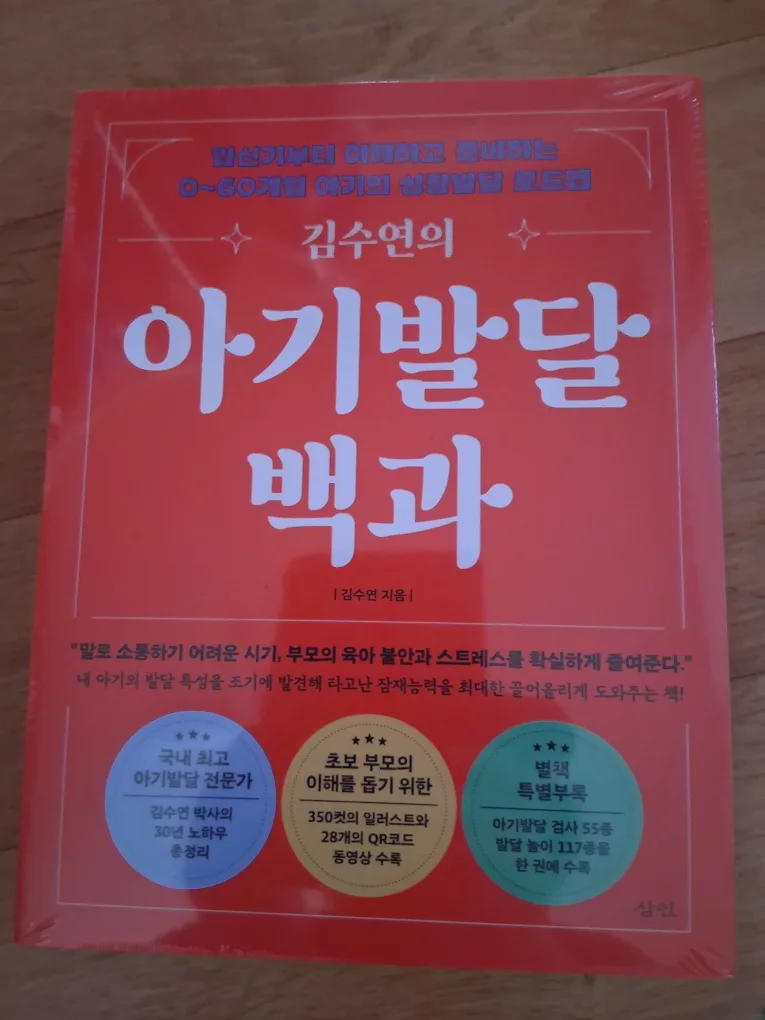 임신기부터 이해하고 준비하는
0~60개월 아기의 성장발달 로드맵
김수연의
아기발달
백과
| 김수연 지음 |
"말로 소통하기 어려운 시기, 부모의 육아 불안과 스트레스를 확실하게 줄여준다."
내 아기의 발달 특성을 조기에 발견해 타고난 잠재능력을 최대한 끌어올리게 도와주는 책!
국내 최고
아기발달 전문가
김수연 박사의
30년 노하우
총정리
초보 부모의
이해를 돕기 위한
350컷의 일러스트와
28개의 QR코드
동영상 수록
별책
특별부록
아기발달 검사 55종
발달 놀이 117종을
한 권에 수록
삼인